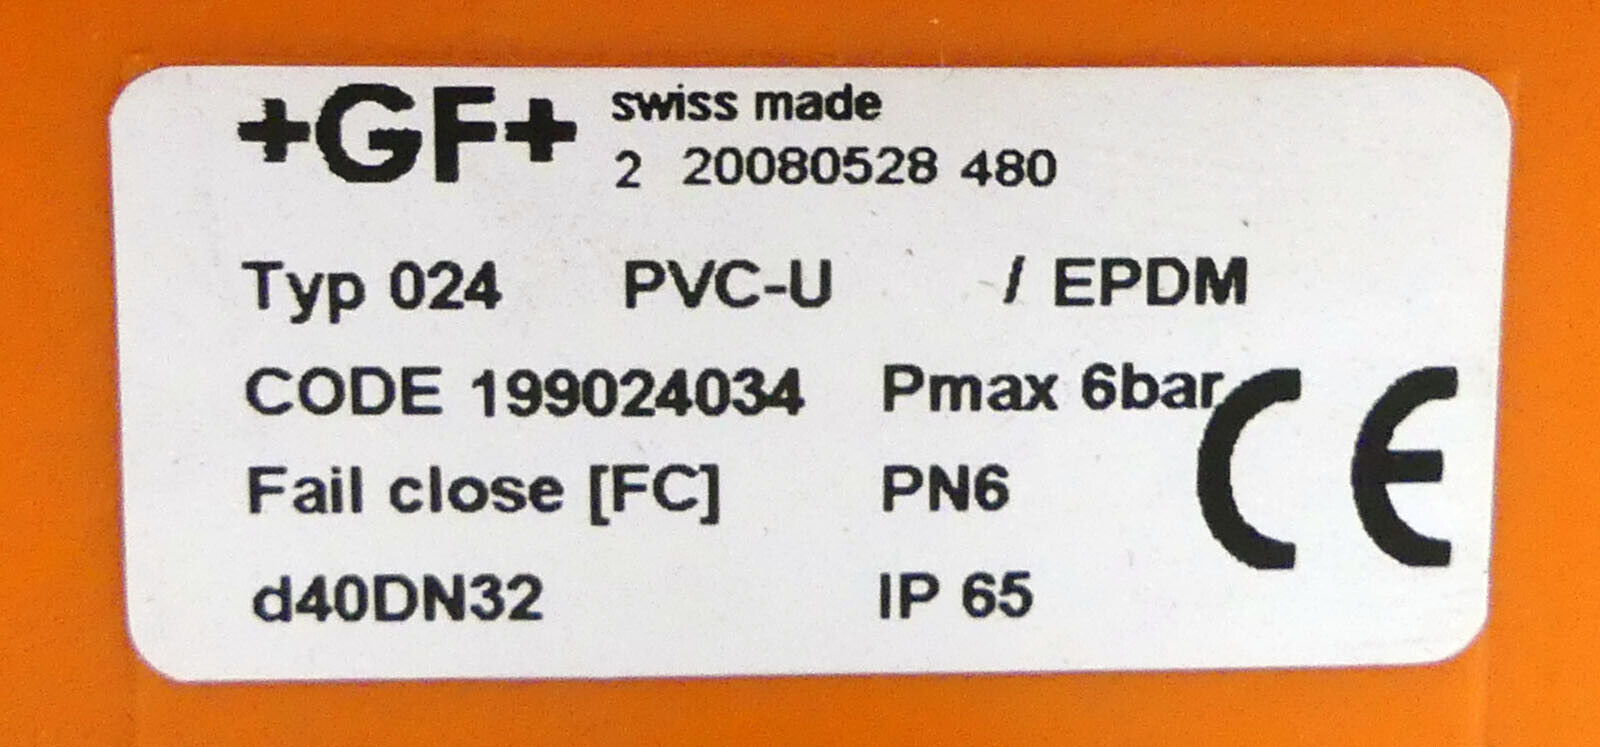 +GF+ swiss made
2 20080528 480
Typ 024 PVC-U / EPDM
CODE 199024034 Pmax 6bar
Fail close [FC] PN6
d40DN32 IP 65
CE